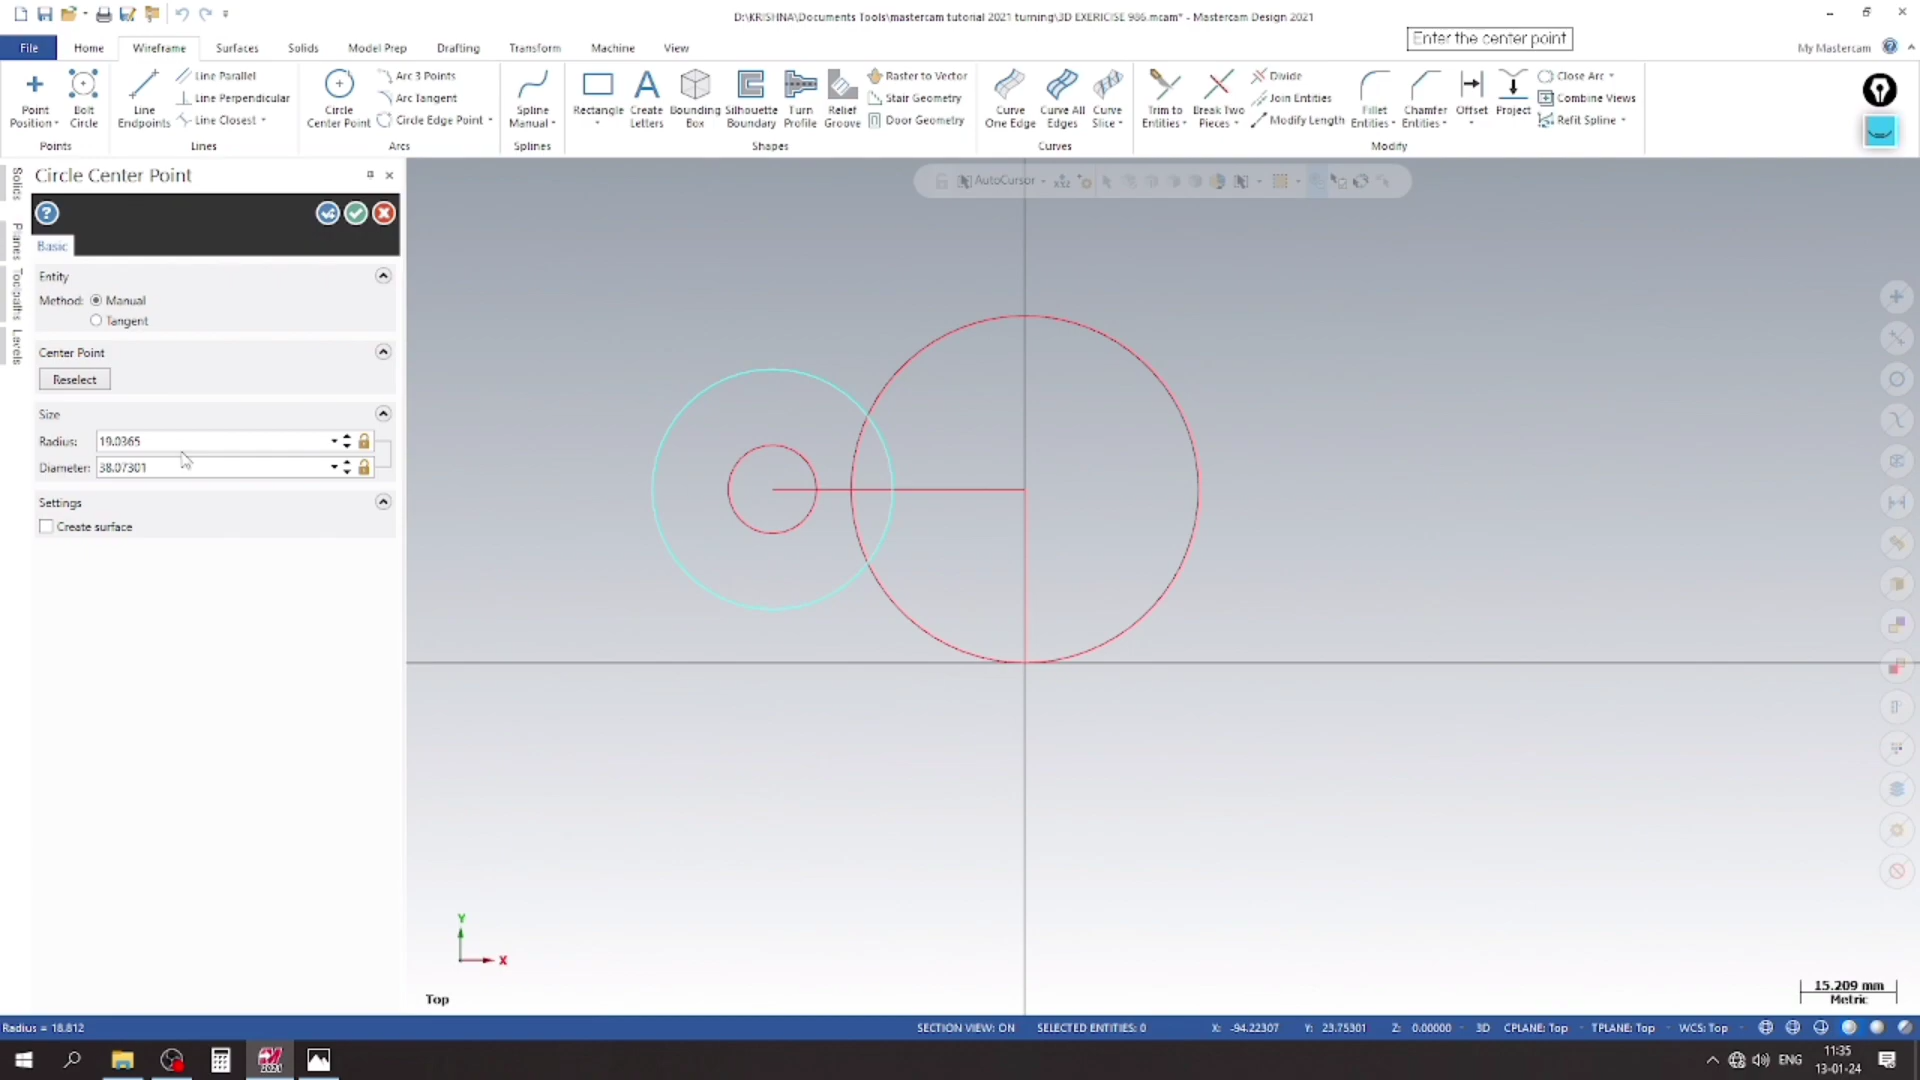 D:\KRISHNA\Documents Tools\mastercam tutorial 2021 turning\3D EXERICISE 986.mcam* - Mastercam Design 2021
Enter the center point
File Home Wireframe Surfaces Solids Model Prep Drafting Transform Machine View My Mastercam
Point Position
Bolt Circle
Points
Line Endpoints
Line Parallel
Line Perpendicular
Line Closest
Lines
Circle Center Point
Arc 3 Points
Arc Tangent
Circle Edge Point
Arcs
Spline Manual
Splines
Rectangle
Create Letters
Bounding Box
Silhouette Boundary
Turn Profile
Relief Groove
Raster to Vector
Stair Geometry
Door Geometry
Shapes
Curve One Edge
Curve All Edges
Curve Slice
Curves
Trim to Entities
Break Two Pieces
Divide
Join Entities
Modify Length
Fillet Entities
Chamfer Entities
Offset
Project
Close Arc
Combine Views
Refit Spline
Modify
Solids
Planes
Toolpaths
Levels
Circle Center Point
Basic
Entity
Method: Manual
Tangent
Center Point
Reselect
Size
Radius: 19.0365
Diameter: 38.07301
Settings
Create surface
AutoCursor
Y
X
Top
15.209 mm
Metric
Radius = 18.812
SECTION VIEW: ON SELECTED ENTITIES: 0 X: -94.22307 Y: 23.75301 Z: 0.00000 3D CPLANE: Top TPLANE: Top WCS: Top
ENG
11:35
13-01-24